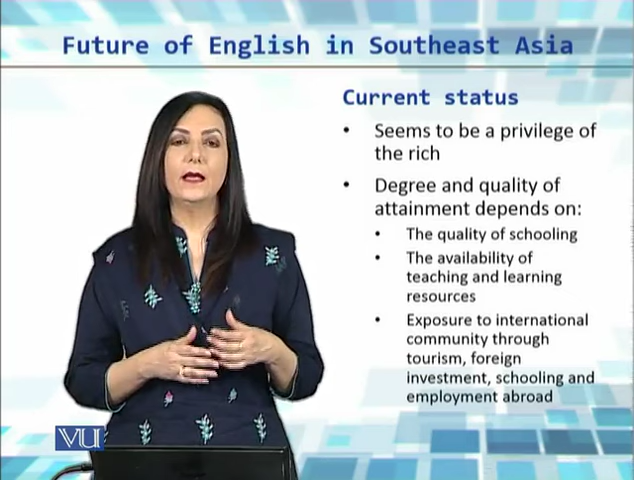 Future of English in Southeast Asia
Current status
• Seems to be a privilege of
the rich
• Degree and quality of
attainment depends on:
• The quality of schooling
• The availability of
teaching and learning
resources
• Exposure to international
community through
tourism, foreign
investment, schooling and
employment abroad
VU